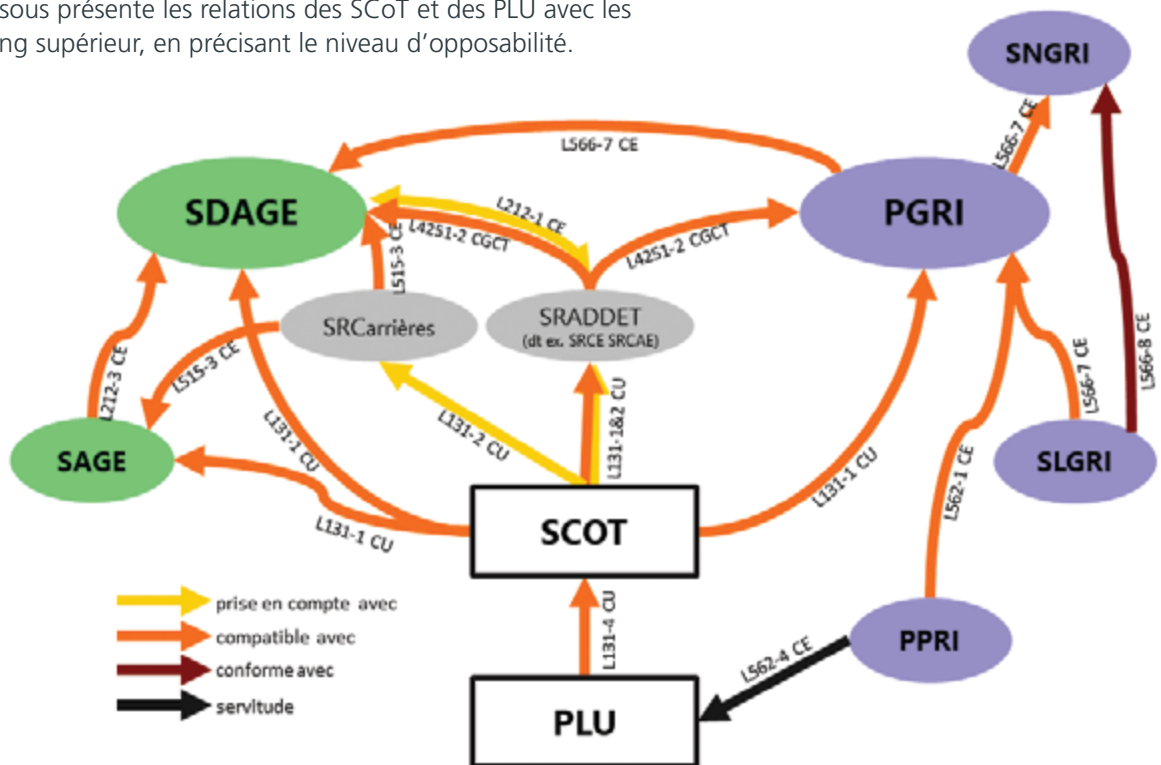 sous présente les relations des SCoT et des PLU avec les
ng supérieur, en précisant le niveau d'opposabilité.
SNGRI
L566-7 CE
L566-7 CE
SDAGE
PGRI
L212-1 CE
L4251-2 CGCT
L4251-2 CGCT
L515-3 CE
SRCarrières
SRADDET
(dt ex. SRCE SRCAE)
L566-8 CE
L212-3 CE
L515-3 CE
L566-7 CE
L131-1 CU
L131-2 CU
L131-1&2 CU
SAGE
SLGRI
L131-1 CU
L562-1 CE
L131-1 CU
SCOT
prise en compte avec
compatible avec
conforme avec
servitude
L131-4 CU
PPRI
L562-4 CE
PLU